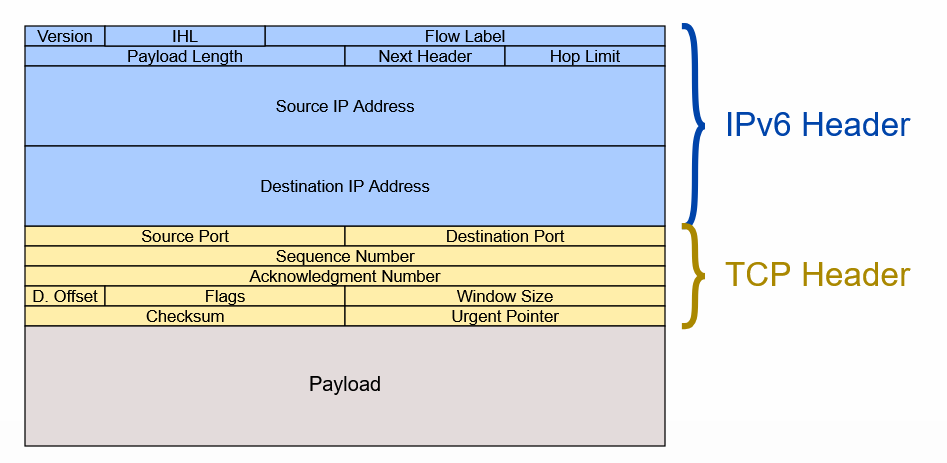 Version IHL Flow Label
Payload Length Next Header Hop Limit
Source IP Address
IPv6 Header
Destination IP Address
Source Port Destination Port
Sequence Number
TCP Header
Acknowledgment Number
D. Offset Flags Window Size
Checksum Urgent Pointer
Payload